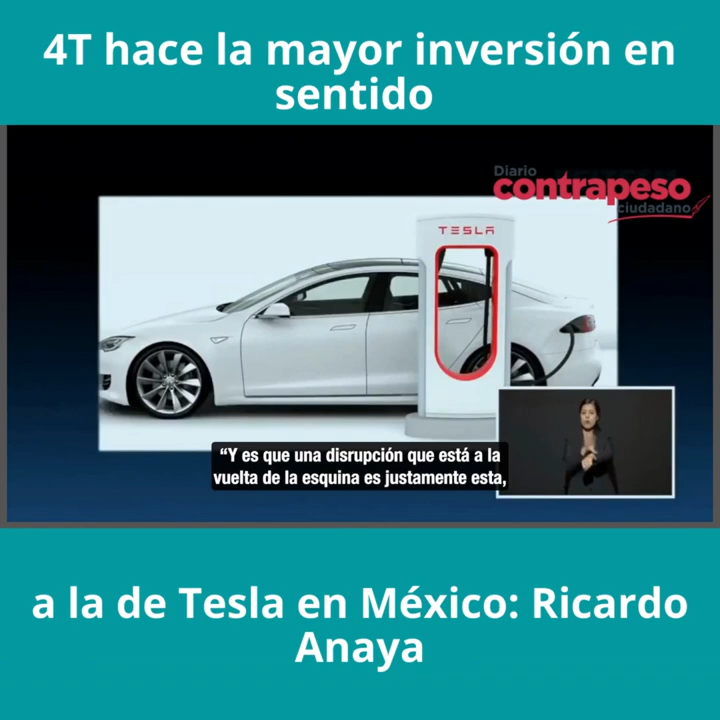 4T hace la mayor inversión en
sentido
Diario
contrapeso
ciudadano
TESLA
“Y es que una disrupción que está a la
vuelta de la esquina es justamente esta,
a la de Tesla en México: Ricardo
Anaya